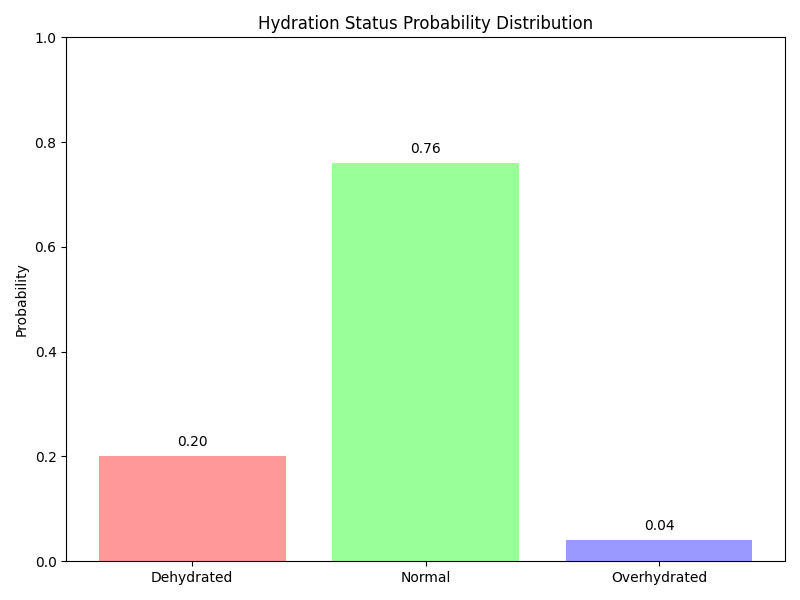 Hydration Status Probability Distribution
1.0
0.8
0.6
0.4
0.2
0.0
Probability
0.20
0.76
0.04
Dehydrated
Normal
Overhydrated